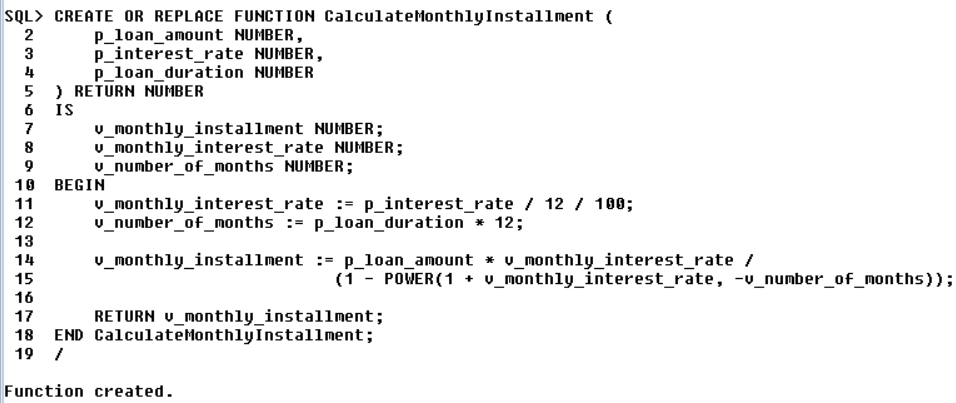 SQL> CREATE OR REPLACE FUNCTION CalculateMonthlyInstallment (
  2      p_loan_amount NUMBER,
  3      p_interest_rate NUMBER,
  4      p_loan_duration NUMBER
  5  ) RETURN NUMBER
  6  IS
  7      v_monthly_installment NUMBER;
  8      v_monthly_interest_rate NUMBER;
  9      v_number_of_months NUMBER;
 10  BEGIN
 11      v_monthly_interest_rate := p_interest_rate / 12 / 100;
 12      v_number_of_months := p_loan_duration * 12;
 13
 14      v_monthly_installment := p_loan_amount * v_monthly_interest_rate /
 15                              (1 - POWER(1 + v_monthly_interest_rate, -v_number_of_months));
 16
 17      RETURN v_monthly_installment;
 18  END CalculateMonthlyInstallment;
 19  /
Function created.